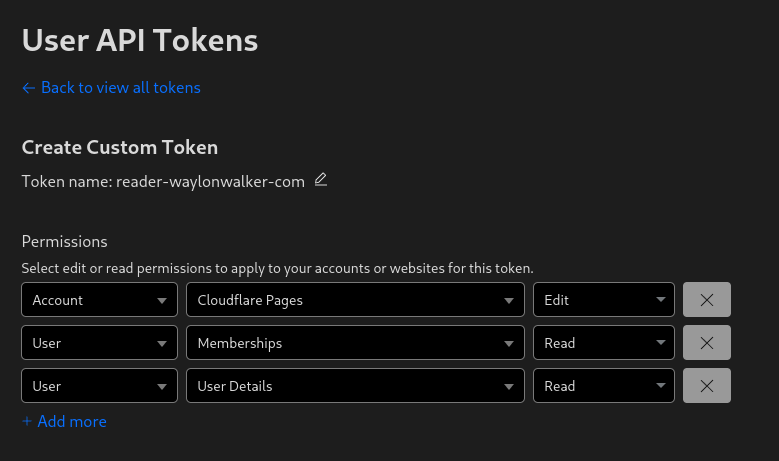 User API Tokens
← Back to view all tokens
Create Custom Token
Token name: reader-waylonwalker-com
Permissions
Select edit or read permissions to apply to your accounts or websites for this token.
Account Cloudflare Pages Edit
User Memberships Read
User User Details Read
+ Add more